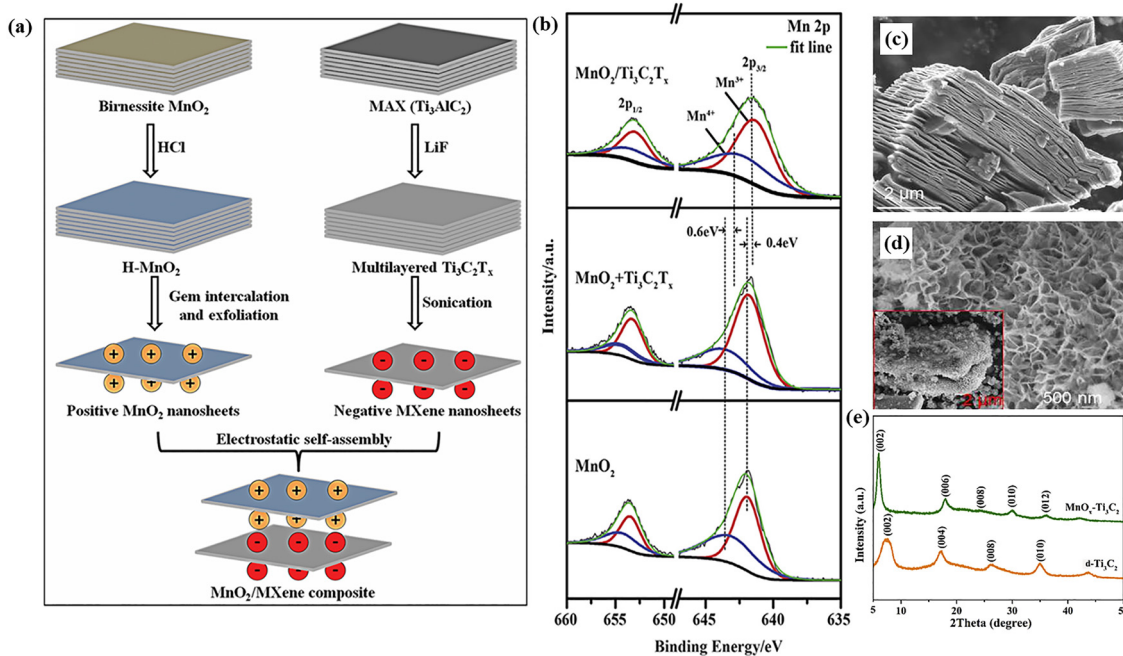 (a)
Birnessite MnO₂
MAX (Ti₃AlC₂)
HCl
LiF
H-MnO₂
Multilayered Ti₃C₂Tₓ
Gem intercalation
and exfoliation
Sonication
+ + +
+ +
- - -
- -
Positive MnO₂ nanosheets
Negative MXene nanosheets
Electrostatic self-assembly
+ + +
+ + +
- - -
- - -
MnO₂/MXene composite
(b)
Mn 2p
fit line
MnO₂/Ti₃C₂Tₓ
2p₃/₂
2p₁/₂
Mn³⁺
Mn⁴⁺
0.6eV
0.4eV
MnO₂+Ti₃C₂Tₓ
MnO₂
Intensity/a.u.
660 655 650 645 640 635
Binding Energy/eV
(c)
2 μm
(d)
2 μm
500 nm
(e)
(002)
(006)
(008)
(010)
(012)
MnOₓ-Ti₃C₂
(002)
(004)
(008)
(010)
d-Ti₃C₂
Intensity (a.u.)
5 10 20 30 40 50
2Theta (degree)